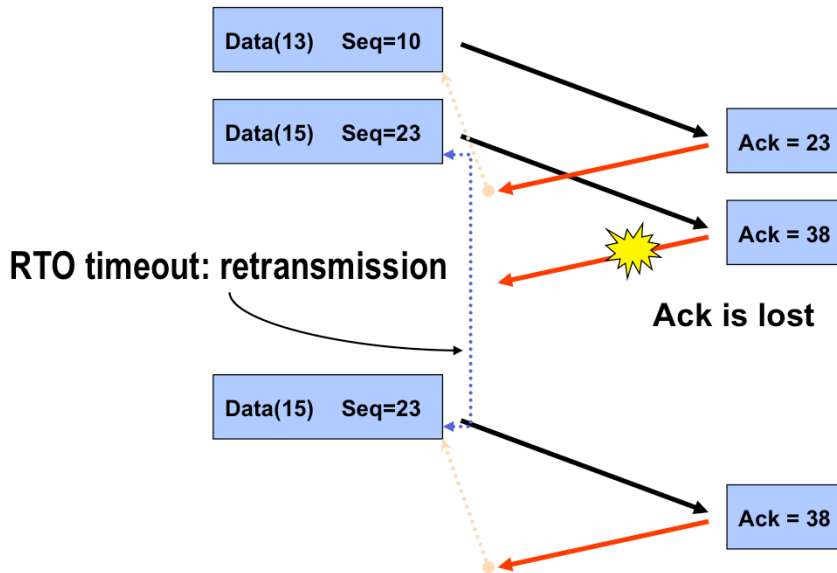 Data(13) Seq=10
Data(15) Seq=23
Ack = 23
Ack = 38
RTO timeout: retransmission
Ack is lost
Data(15) Seq=23
Ack = 38